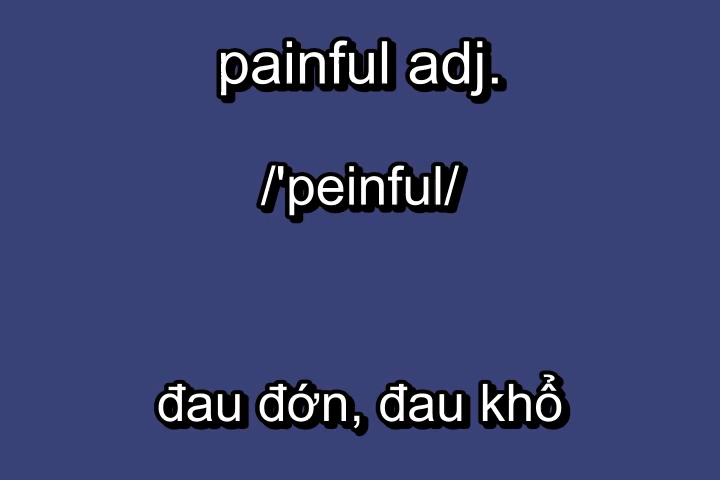 painful adj.
/'peinful/
đau đớn, đau khổ